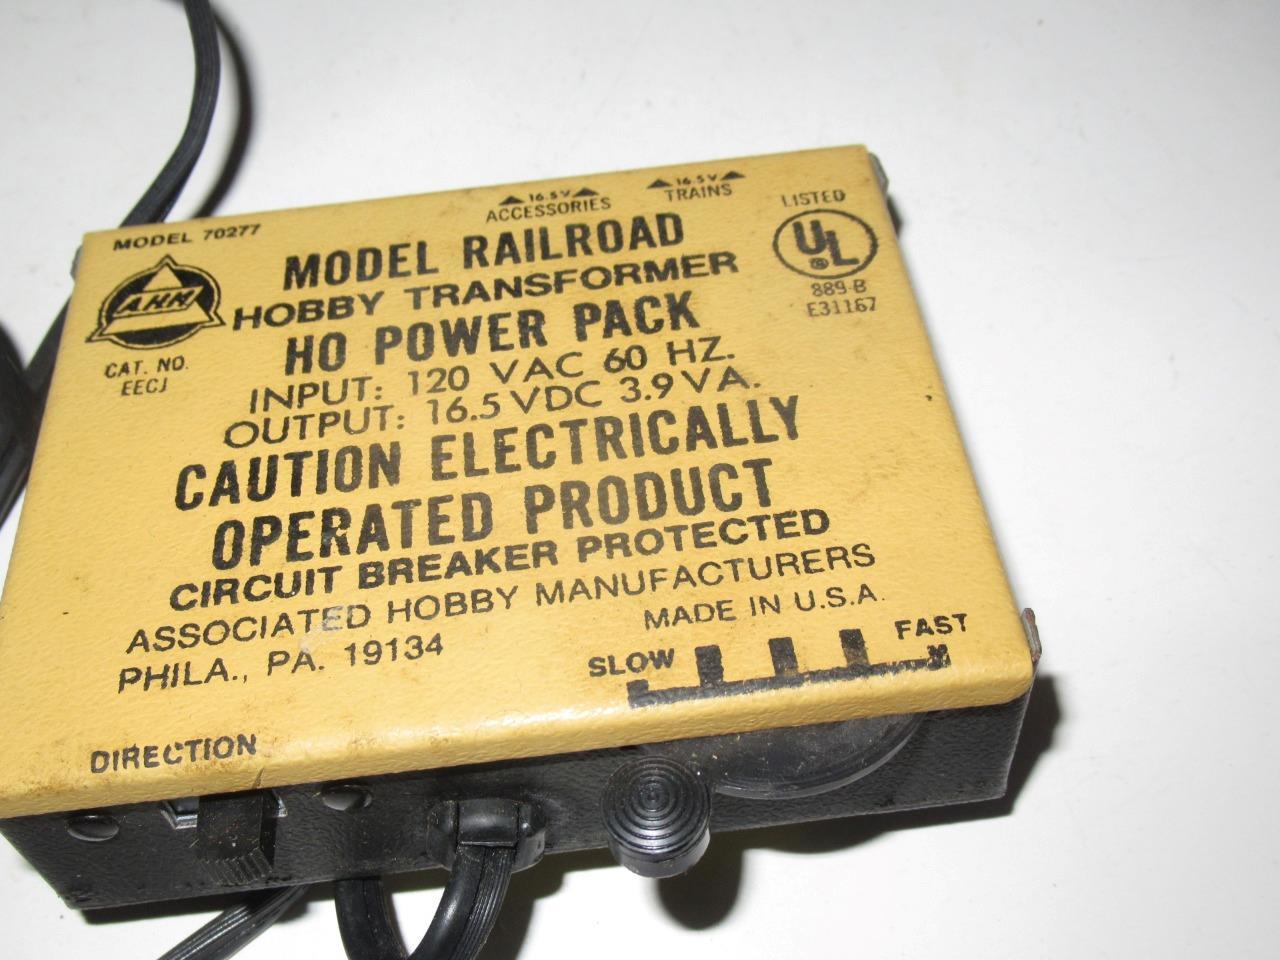 16.5V
ACCESSORIES
16.5V
TRAINS
LISTED
UL
®
889-B
E31167
MODEL 70277
AHM
CAT. NO.
EECJ
MODEL RAILROAD
HOBBY TRANSFORMER
HO POWER PACK
INPUT: 120 VAC 60 HZ.
OUTPUT: 16.5 VDC 3.9 VA.
CAUTION ELECTRICALLY
OPERATED PRODUCT
CIRCUIT BREAKER PROTECTED
ASSOCIATED HOBBY MANUFACTURERS
PHILA., PA. 19134
MADE IN U.S.A.
SLOW
FAST
DIRECTION